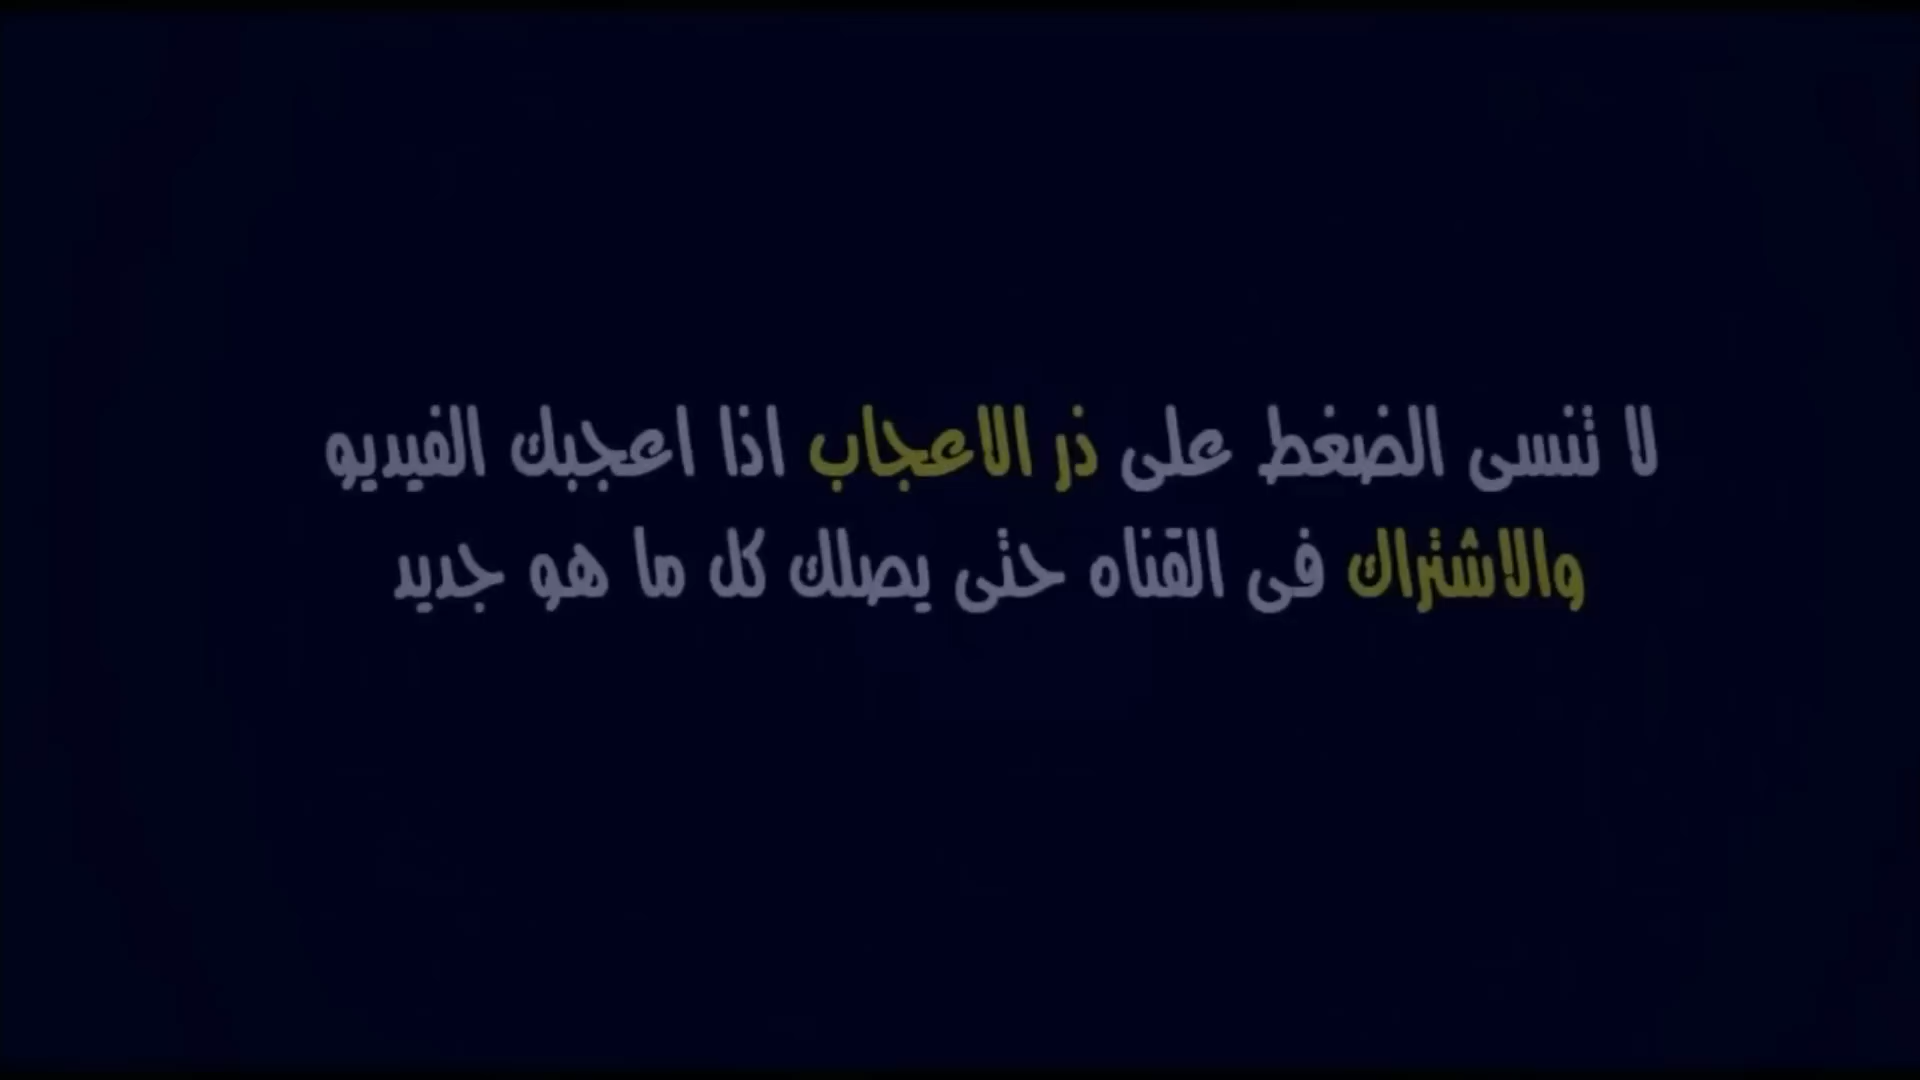 لا تنسى الضغط على ذر الاعجاب اذا اعجبك الفيديو
والاشتراك فى القناه حتى يصلك كل ما هو جديد